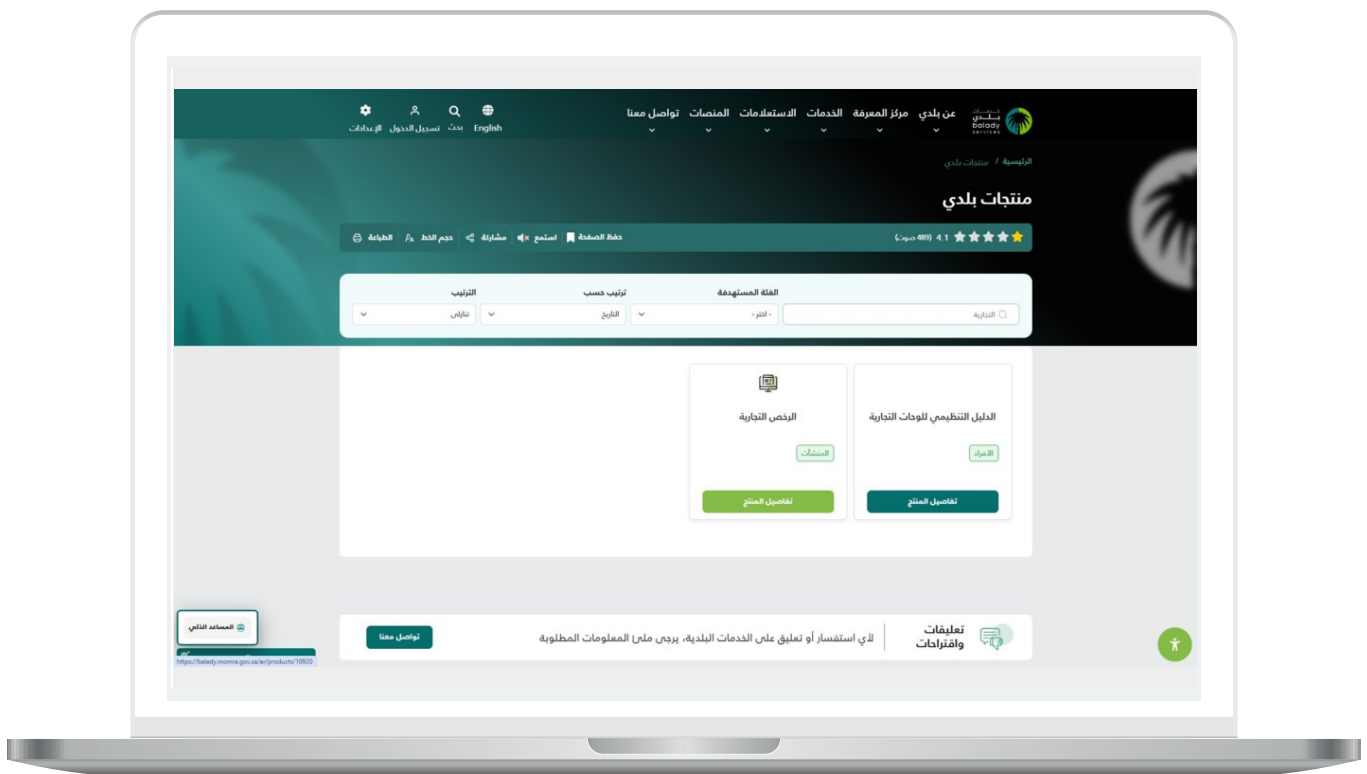 خدمات بلدي
balady services
عن بلدي
مركز المعرفة
الخدمات
الاستعلامات
المنصات
تواصل معنا
English
بحث
تسجيل الدخول
الإعدادات
الرئيسية / منتجات بلدي
منتجات بلدي
4.1 (489 صوت)
حفظ الصفحة
استمع
مشاركة
حجم الخط
الطباعة
الفئة المستهدفة
ترتيب حسب
الترتيب
التجارية
- اختر -
التاريخ
تنازلي
الدليل التنظيمي للوحات التجارية
الأفراد
تفاصيل المنتج
الرخص التجارية
المنشآت
تفاصيل المنتج
تعليقات واقتراحات
لأي استفسار أو تعليق على الخدمات البلدية، يرجى ملئ المعلومات المطلوبة
تواصل معنا
المساعد الذكي
https://balady.momra.gov.sa/ar/products/10920